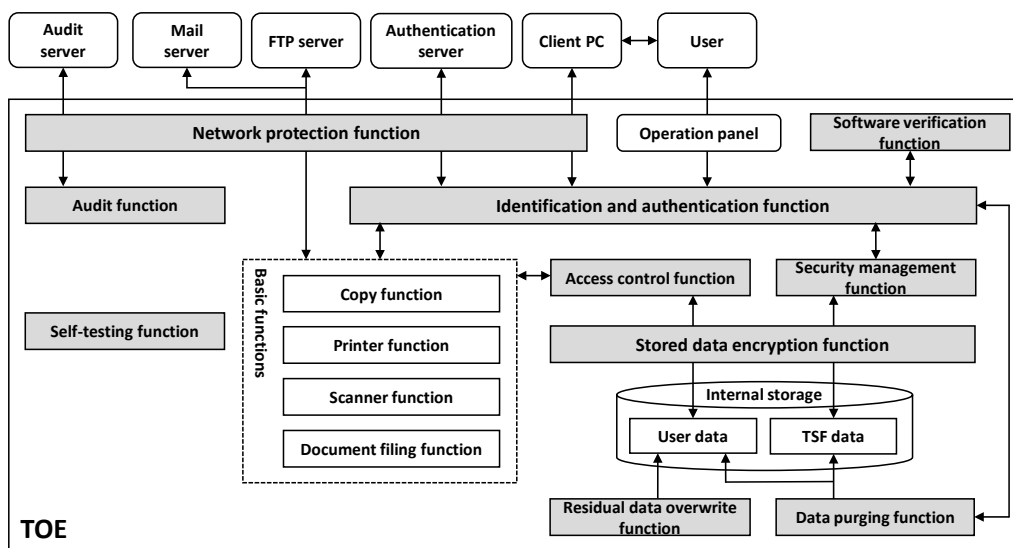 Audit
server
Mail
server
FTP server
Authentication
server
Client PC
User
Network protection function
Operation panel
Software verification
function
Audit function
Identification and authentication function
Basic functions
Copy function
Access control function
Security management
function
Self-testing function
Printer function
Stored data encryption function
Scanner function
Internal storage
Document filing function
User data
TSF data
Residual data overwrite
function
Data purging function
TOE